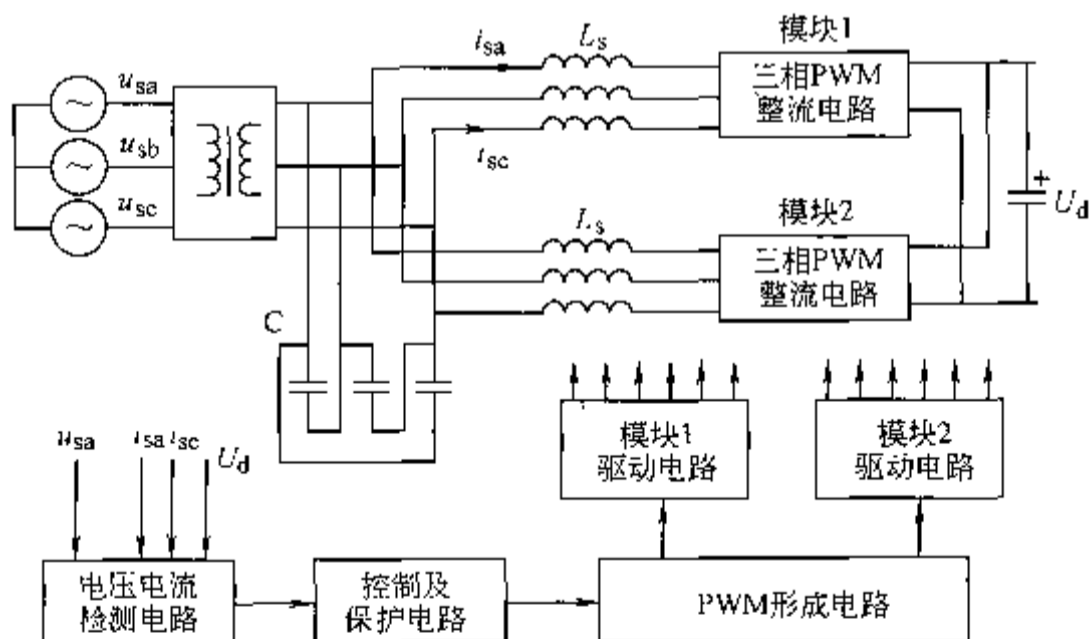 模块1
i_sa
L_s
三相PWM
整流电路
u_sa
u_sb
u_sc
i_sc
+
U_d
模块2
L_s
三相PWM
整流电路
C
模块1
驱动电路
模块2
驱动电路
u_sa
i_sa
i_sc
U_d
电压电流
检测电路
控制及
保护电路
PWM形成电路